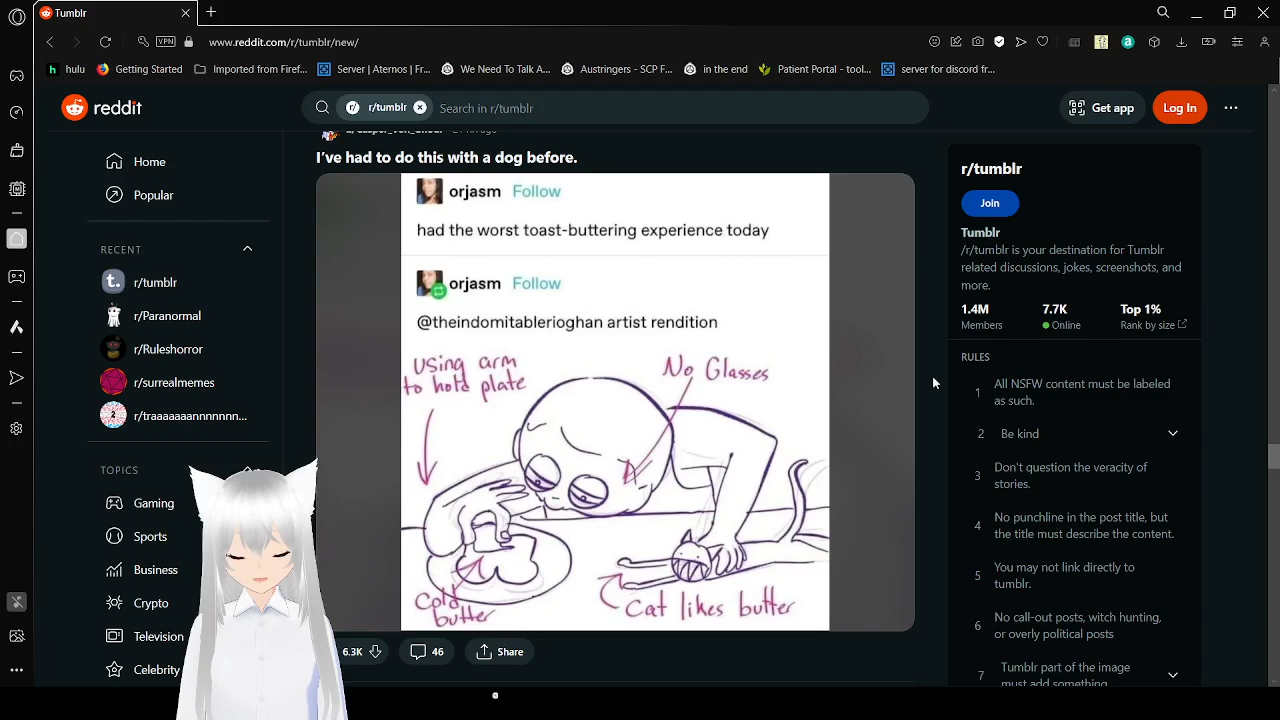 Tumblr
www.reddit.com/r/tumblr/new/
VPN
hulu
Getting Started
Imported from Firef...
Server | Aternos | Fr...
We Need To Talk A...
Austringers - SCP F...
in the end
Patient Portal - tool...
server for discord fr...
reddit
r/tumblr
Search in r/tumblr
Get app
Log In
Home
Popular
RECENT
r/tumblr
r/Paranormal
r/Ruleshorror
r/surrealmemes
r/traaaaaaannnnnnn...
TOPICS
Gaming
Sports
Business
Crypto
Television
Celebrity
I've had to do this with a dog before.
orjasm Follow
had the worst toast-buttering experience today
orjasm Follow
@theindomitablerioghan artist rendition
using arm
to hold plate
No Glasses
Cold
butter
Cat likes butter
6.3K
46
Share
r/tumblr
Join
Tumblr
/r/tumblr is your destination for Tumblr
related discussions, jokes, screenshots, and
more.
1.4M 7.7K Top 1%
Members Online Rank by size
RULES
1 All NSFW content must be labeled
as such.
2 Be kind
3 Don't question the veracity of
stories.
4 No punchline in the post title, but
the title must describe the content.
5 You may not link directly to
tumblr.
6 No call-out posts, witch hunting,
or overly political posts
7 Tumblr part of the image
must add something